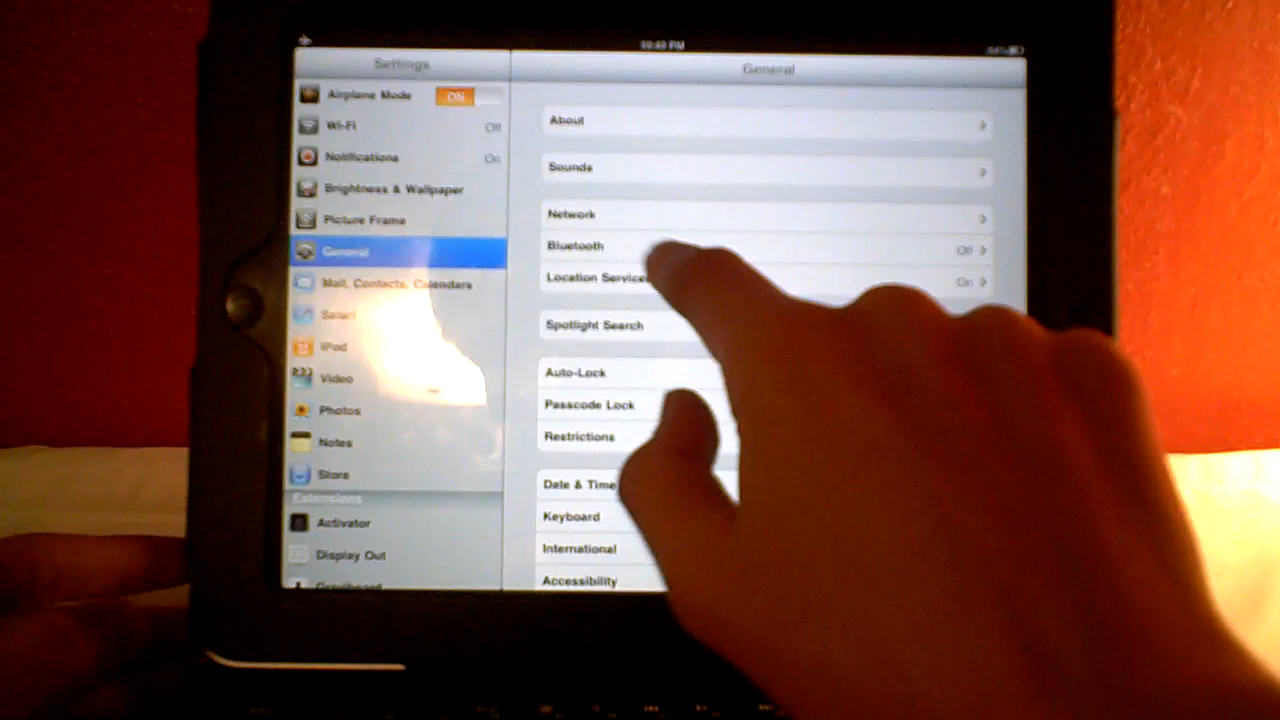 10:49 PM
Settings
General
Airplane Mode ON
Wi-Fi Off
Notifications On
Brightness & Wallpaper
Picture Frame
General
Mail, Contacts, Calendars
Safari
iPod
Video
Photos
Notes
Store
Extensions
Activator
Display Out
About
Sounds
Network
Bluetooth Off
Location Services On
Spotlight Search
Auto-Lock
Passcode Lock
Restrictions
Date & Time
Keyboard
International
Accessibility